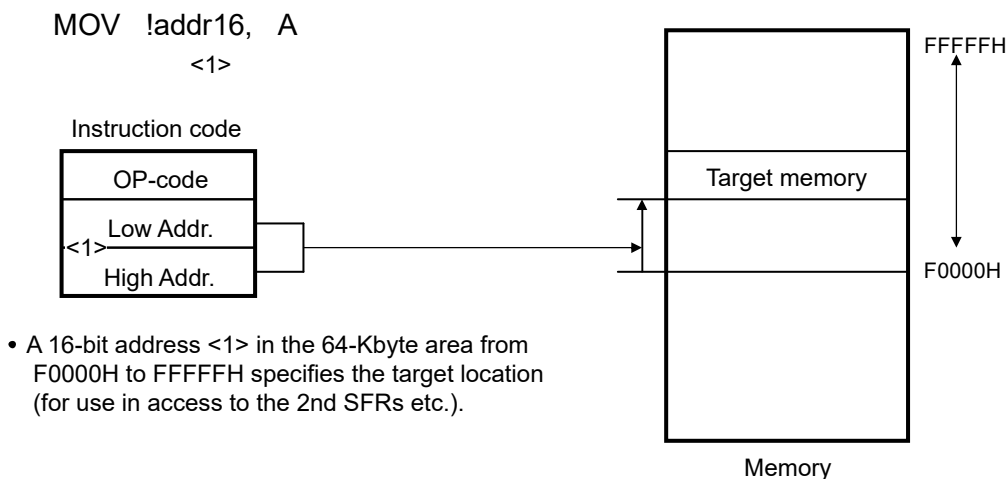 MOV !addr16, A
<1>
Instruction code
OP-code
Low Addr.
<1>
High Addr.
FFFFFH
Target memory
F0000H
Memory
• A 16-bit address <1> in the 64-Kbyte area from
F0000H to FFFFFH specifies the target location
(for use in access to the 2nd SFRs etc.).